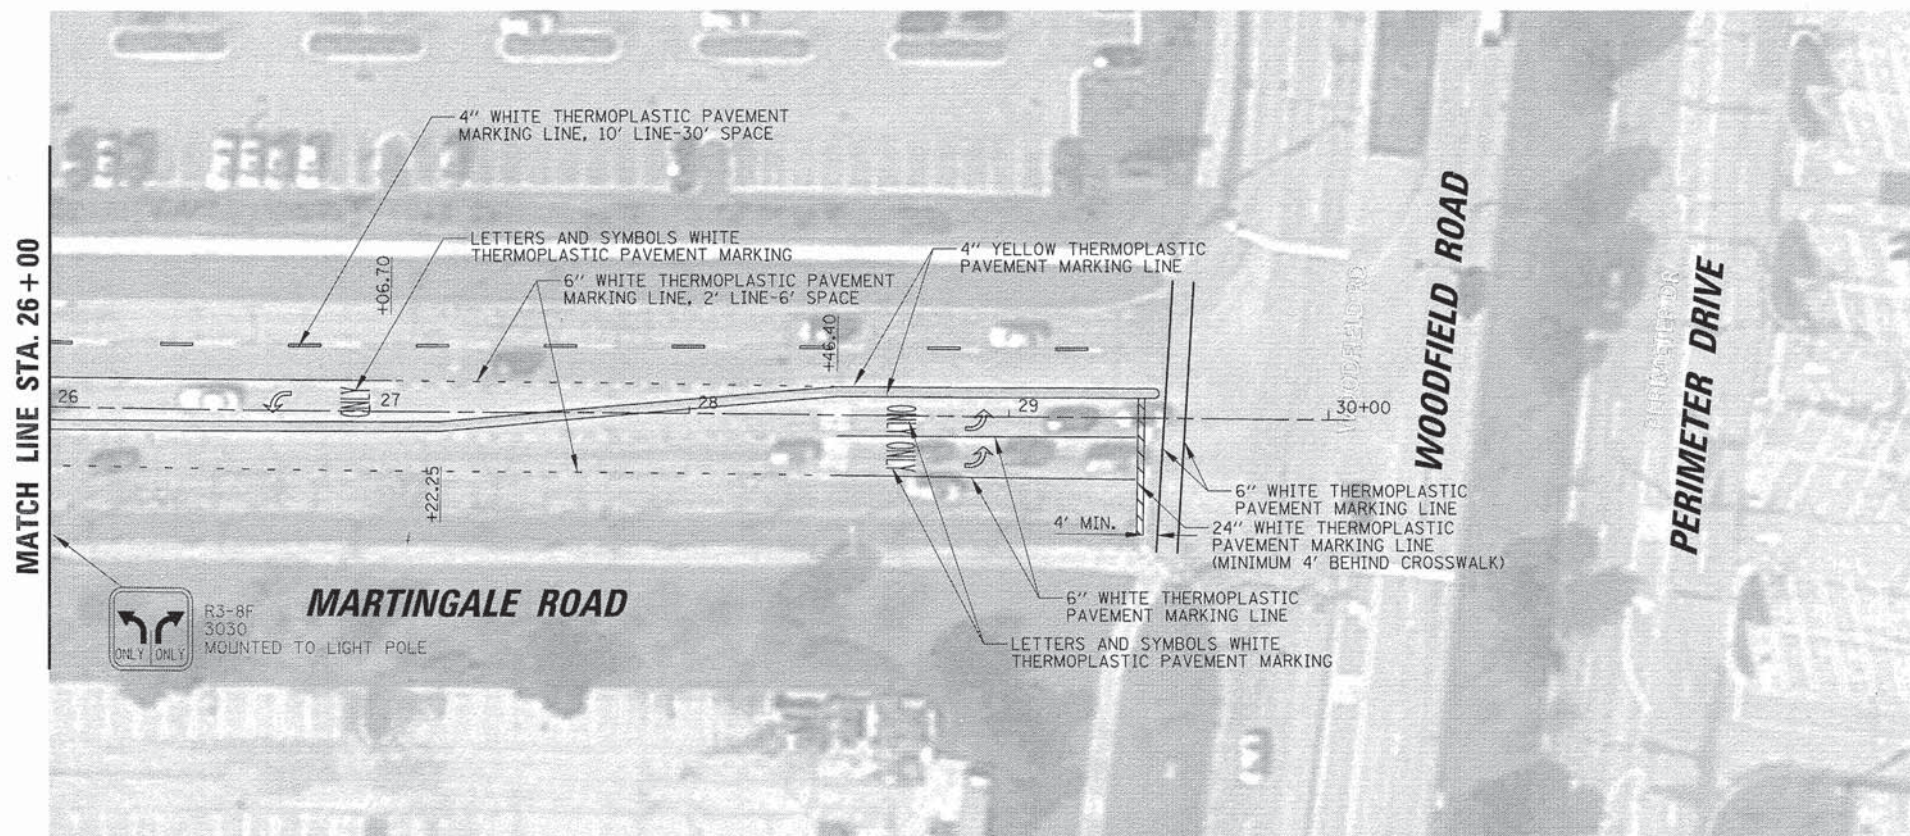 4" WHITE THERMOPLASTIC PAVEMENT
MARKING LINE, 10' LINE-30' SPACE
LETTERS AND SYMBOLS WHITE
THERMOPLASTIC PAVEMENT MARKING
6" WHITE THERMOPLASTIC PAVEMENT
MARKING LINE, 2' LINE-6' SPACE
4" YELLOW THERMOPLASTIC
PAVEMENT MARKING LINE
MATCH LINE STA. 26+00
+06.70
+46.40
+22.25
26
27
28
29
30+00
ONLY
ONLY
ONLY
WOODFIELD RD
WOODFIELD ROAD
PERIMETER DR
PERIMETER DRIVE
6" WHITE THERMOPLASTIC
PAVEMENT MARKING LINE
4' MIN.
24" WHITE THERMOPLASTIC
PAVEMENT MARKING LINE
(MINIMUM 4' BEHIND CROSSWALK)
6" WHITE THERMOPLASTIC
PAVEMENT MARKING LINE
LETTERS AND SYMBOLS WHITE
THERMOPLASTIC PAVEMENT MARKING
MARTINGALE ROAD
ONLY ONLY
R3-8F
3030
MOUNTED TO LIGHT POLE